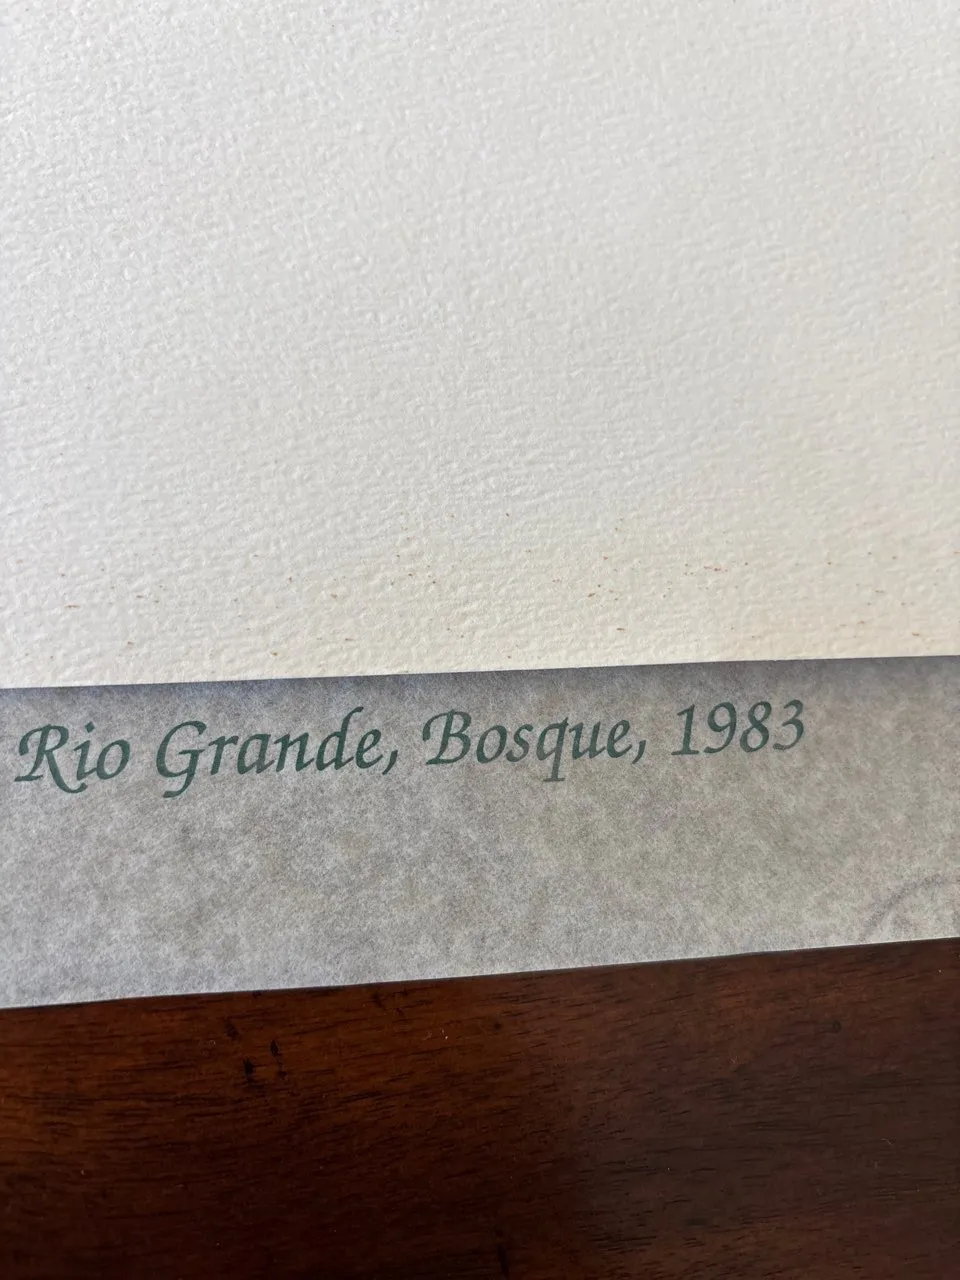 Rio Grande, Bosque, 1983